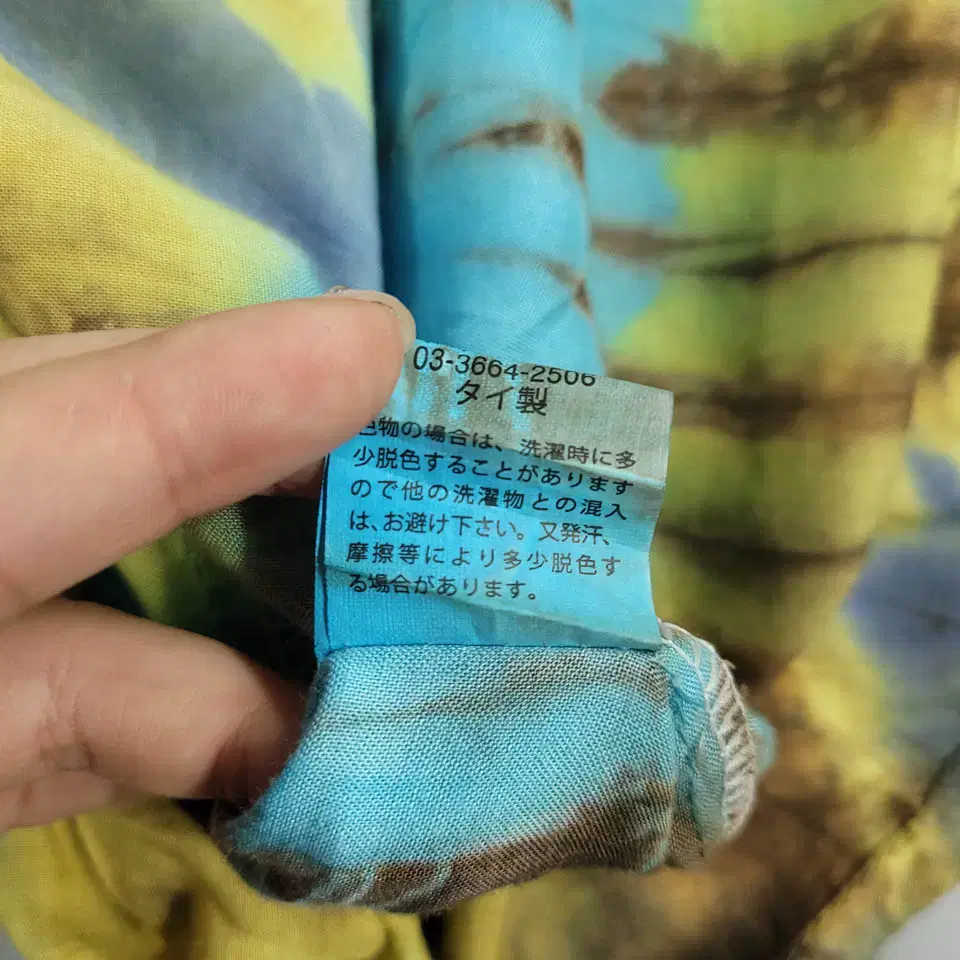 03-3664-2506
タイ製
色物の場合は、洗濯時に多
少脱色することがあります
ので他の洗濯物との混入
は、お避け下さい。又発汗、
摩擦等により多少脱色す
る場合があります。